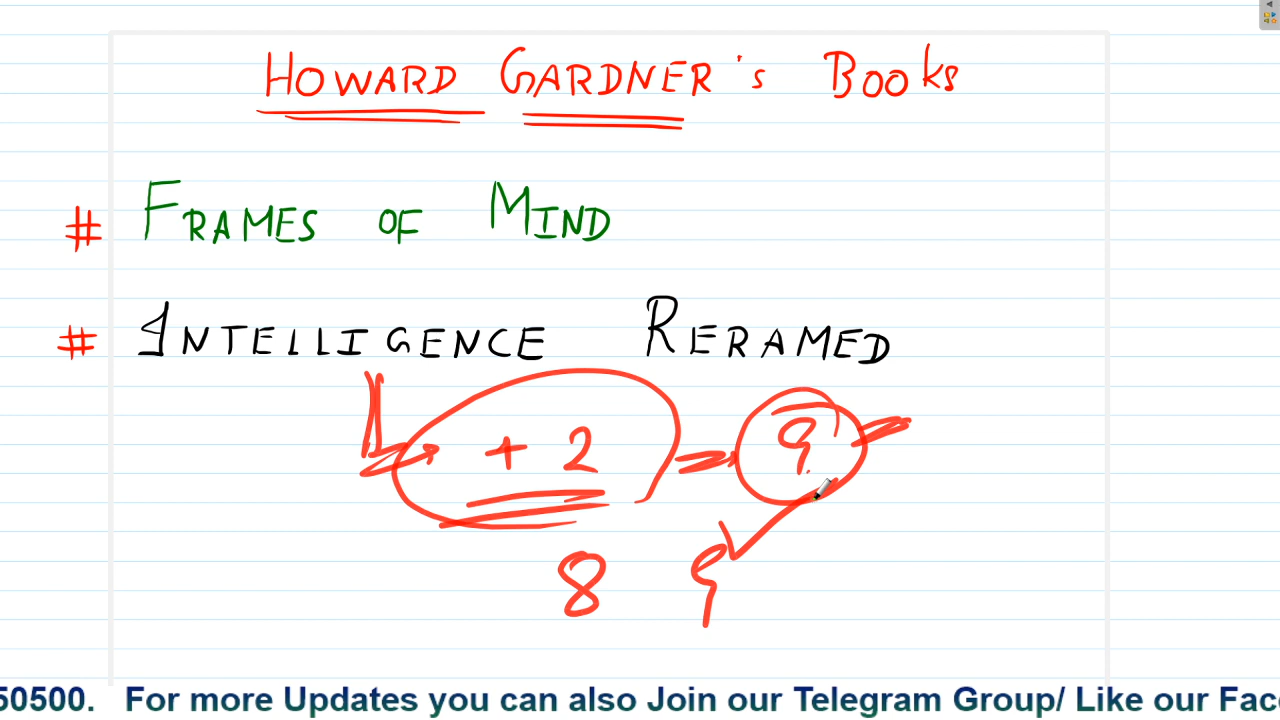 HOWARD GARDNER's BOOKS
# FRAMES OF MIND
# INTELLIGENCE RERAMED
+ 2 9
8 9
50500. For more Updates you can also Join our Telegram Group/ Like our Fac